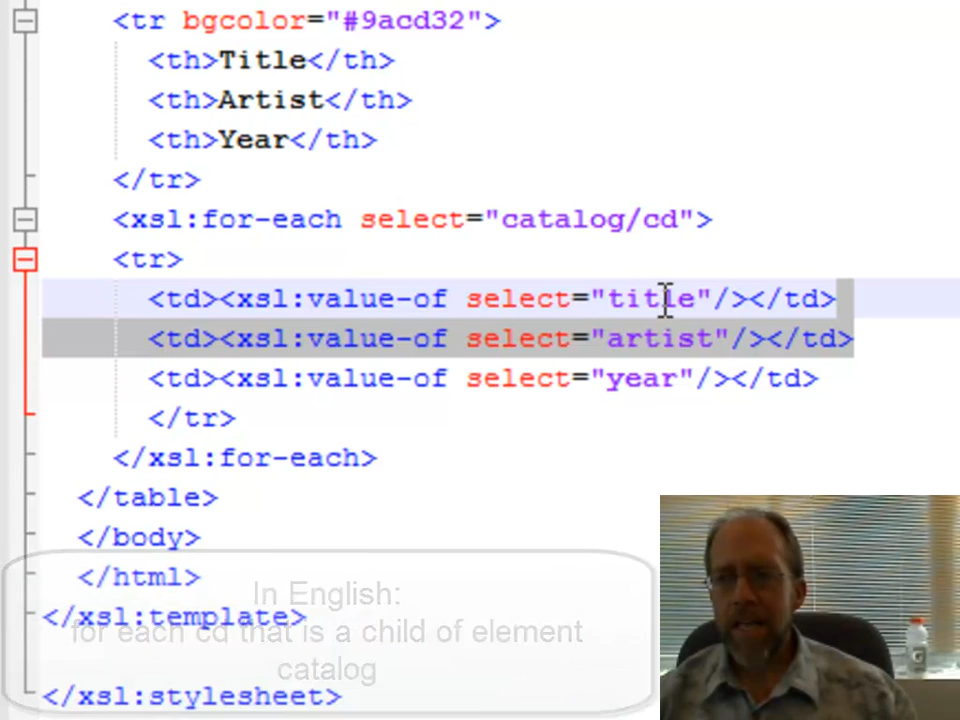 <tr bgcolor="#9acd32">
<th>Title</th>
<th>Artist</th>
<th>Year</th>
</tr>
<xsl:for-each select="catalog/cd">
<tr>
<td><xsl:value-of select="title"/></td>
<td><xsl:value-of select="artist"/></td>
<td><xsl:value-of select="year"/></td>
</tr>
</xsl:for-each>
</table>
</body>
</html>
</xsl:template>
</xsl:stylesheet>
In English:
for each cd that is a child of element
catalog